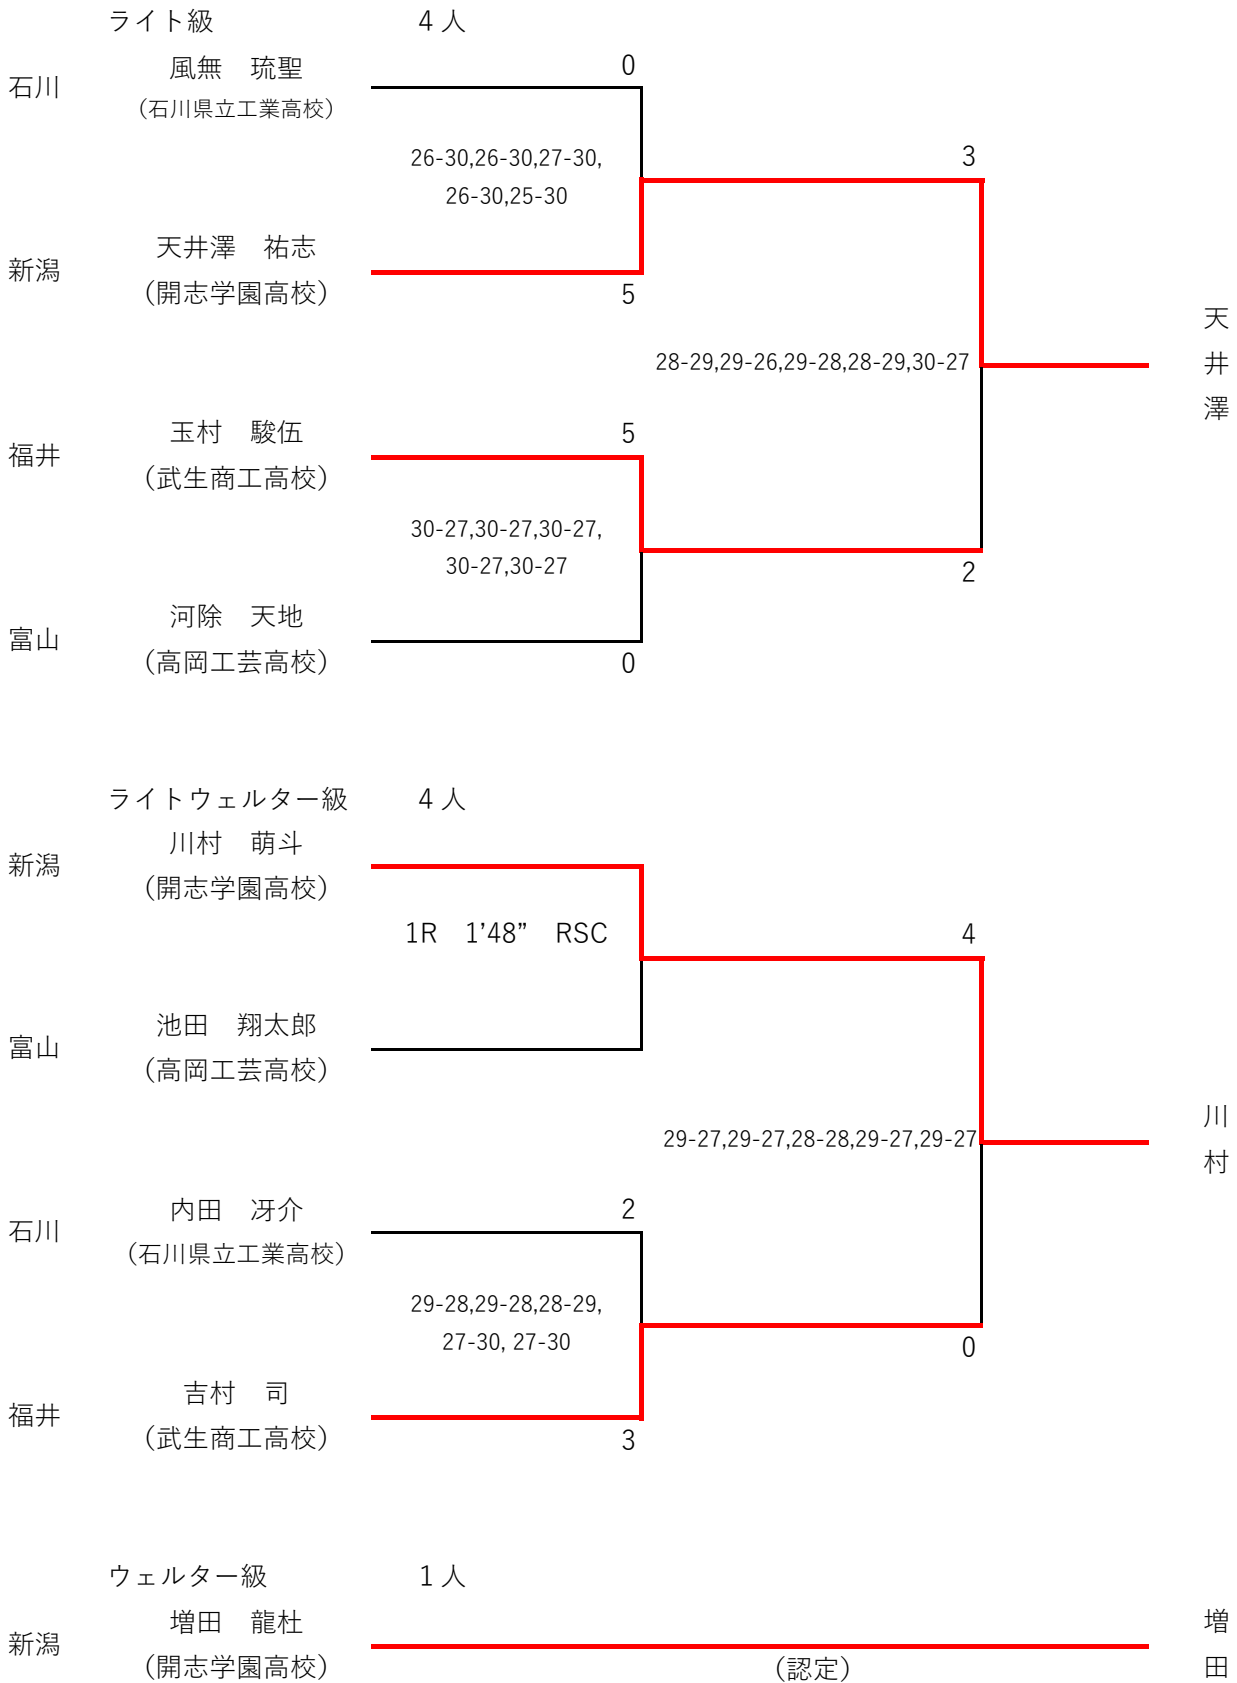 ライト級　4 人
風無　琉聖
0
石川
（石川県立工業高校）
26-30,26-30,27-30,
26-30,25-30
3
天井澤　祐志
新潟
（開志学園高校）
5
天井澤
28-29,29-26,29-28,28-29,30-27
玉村　駿伍
5
福井
（武生商工高校）
30-27,30-27,30-27,
30-27,30-27
2
河除　天地
富山
（高岡工芸高校）
0
ライトウェルター級　4 人
川村　萌斗
新潟
（開志学園高校）
1R　1’48”　RSC
4
池田　翔太郎
富山
（高岡工芸高校）
川村
29-27,29-27,28-28,29-27,29-27
内田　冴介
2
石川
（石川県立工業高校）
29-28,29-28,28-29,
27-30, 27-30
0
吉村　司
福井
（武生商工高校）
3
ウェルター級　1 人
増田　龍杜
新潟
（開志学園高校）
（認定）
増田